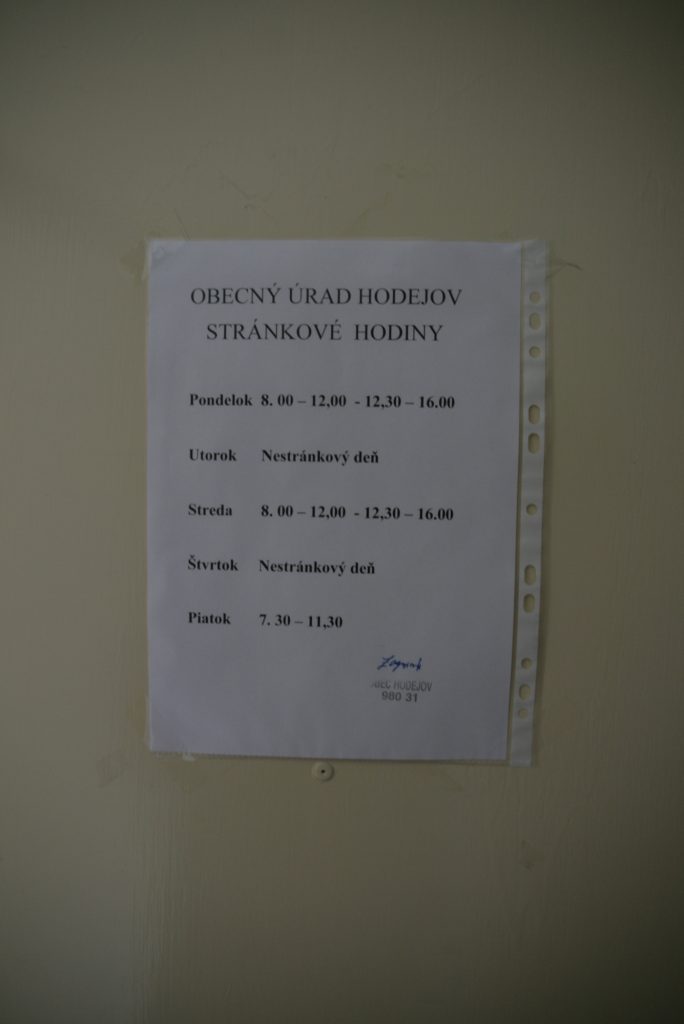 OBECNÝ ÚRAD HODEJOV
STRÁNKOVÉ HODINY
Pondelok 8. 00 – 12,00 - 12,30 – 16.00
Utorok Nestránkový deň
Streda 8. 00 – 12,00 - 12,30 – 16.00
Štvrtok Nestránkový deň
Piatok 7. 30 – 11,30
HODEJOV
980 31